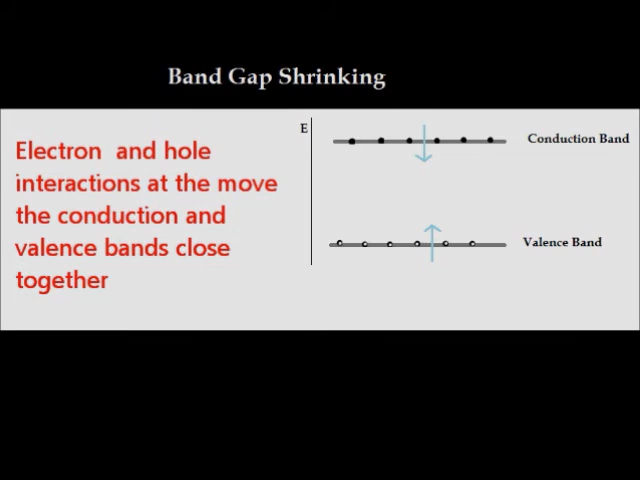 Band Gap Shrinking
Electron and hole
interactions at the move
the conduction and
valence bands close
together
E
Conduction Band
Valence Band